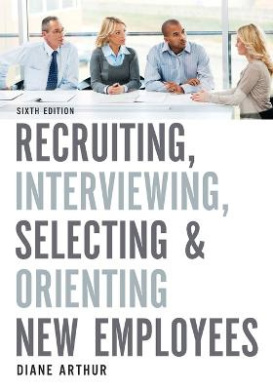 SIXTH EDITION
RECRUITING,
INTERVIEWING,
SELECTING &
ORIENTING
NEW EMPLOYEES
DIANE ARTHUR